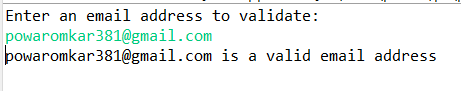 Enter an email address to validate:
powaromkar381@gmail.com
powaromkar381@gmail.com is a valid email address